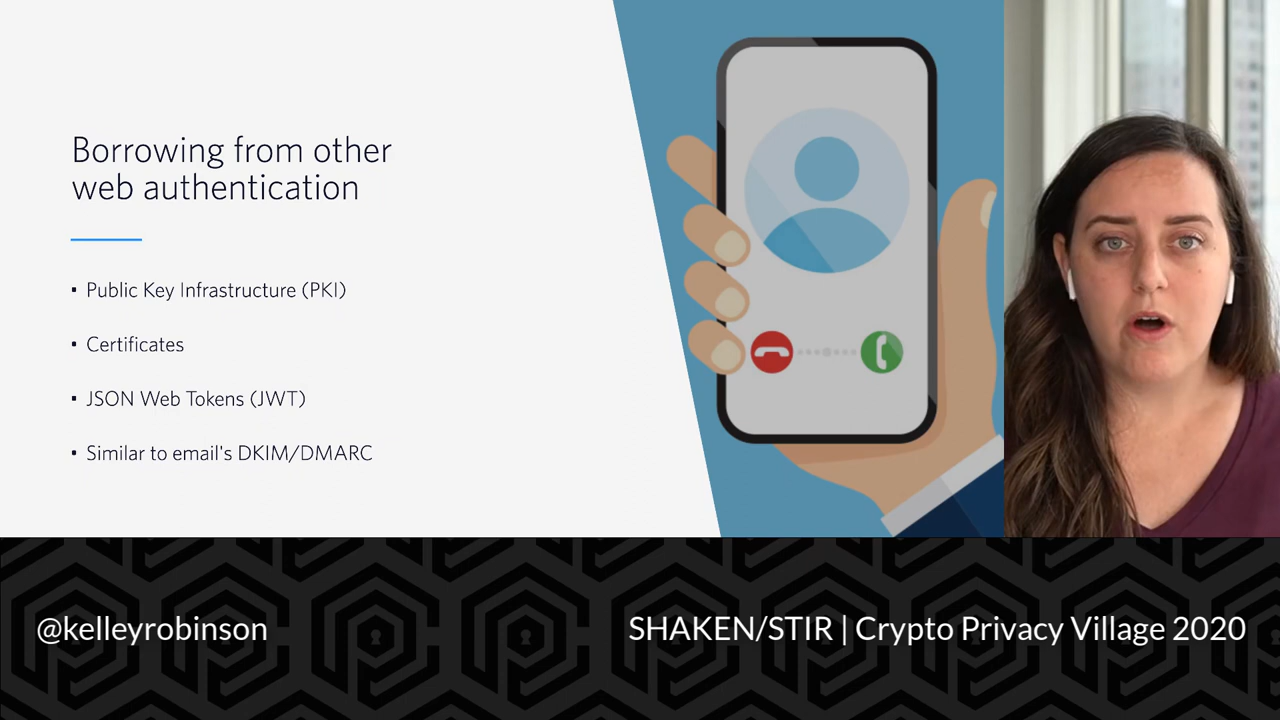 Borrowing from other
web authentication
▪ Public Key Infrastructure (PKI)
▪ Certificates
▪ JSON Web Tokens (JWT)
▪ Similar to email's DKIM/DMARC
@kelleyrobinson
SHAKEN/STIR | Crypto Privacy Village 2020